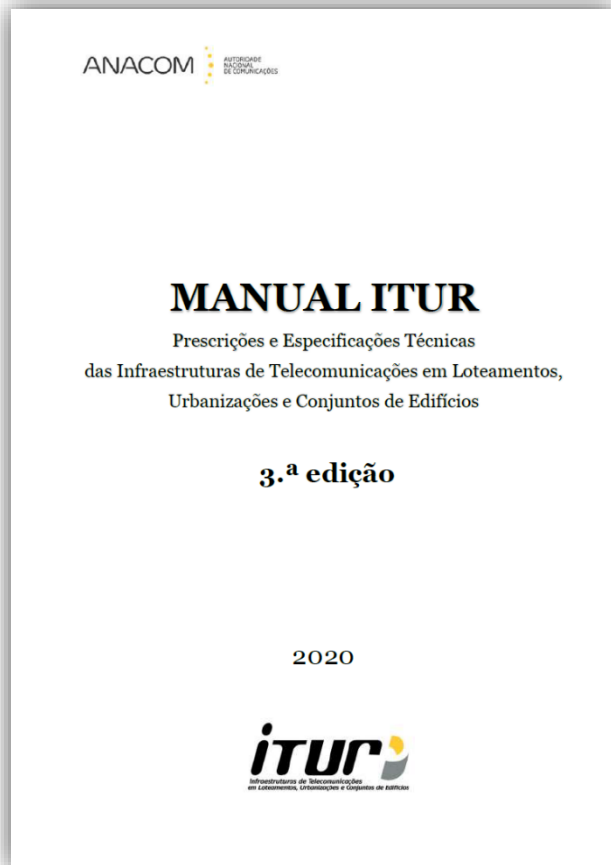 ANACOM
AUTORIDADE
NACIONAL
DE COMUNICAÇÕES
MANUAL ITUR
Prescrições e Especificações Técnicas
das Infraestruturas de Telecomunicações em Loteamentos,
Urbanizações e Conjuntos de Edifícios
3.ª edição
2020
itur
Infraestruturas de Telecomunicações
em Loteamentos, Urbanizações e Conjuntos de Edifícios